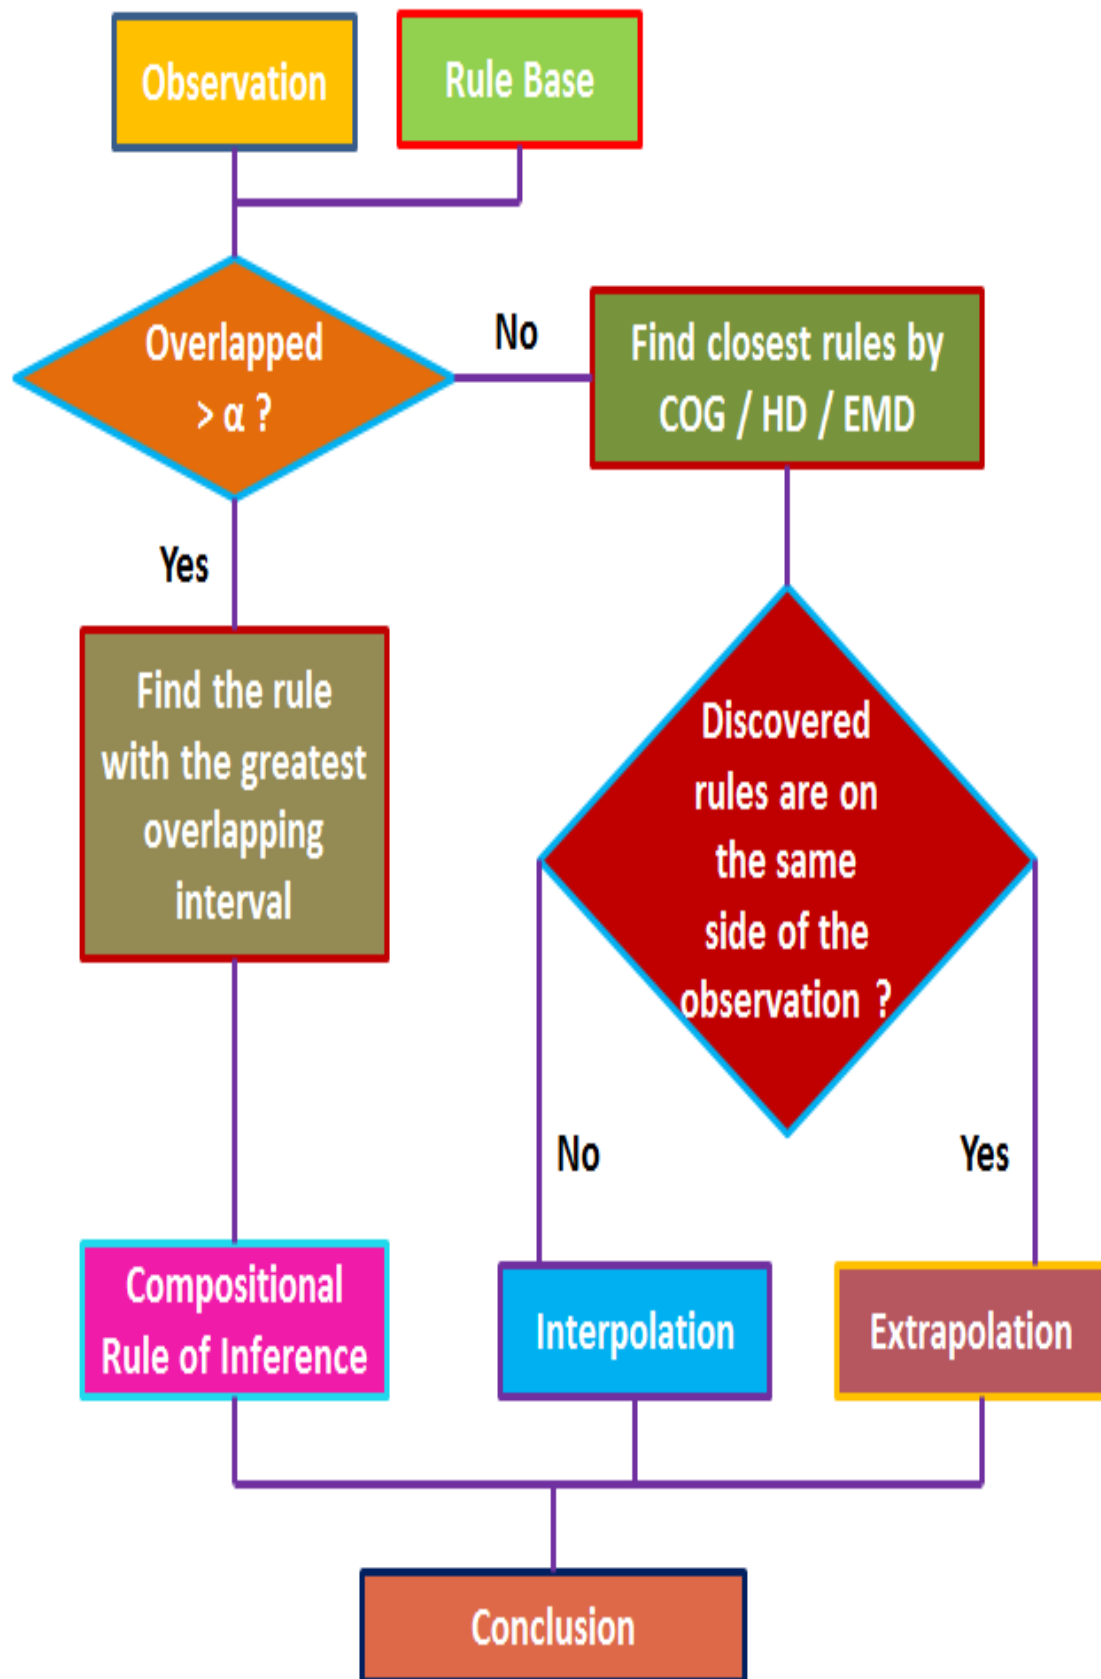 Observation
Rule Base
Overlapped
> α ?
No
Find closest rules by
COG / HD / EMD
Yes
Find the rule
with the greatest
overlapping
interval
Discovered
rules are on
the same
side of the
observation ?
No
Yes
Compositional
Rule of Inference
Interpolation
Extrapolation
Conclusion